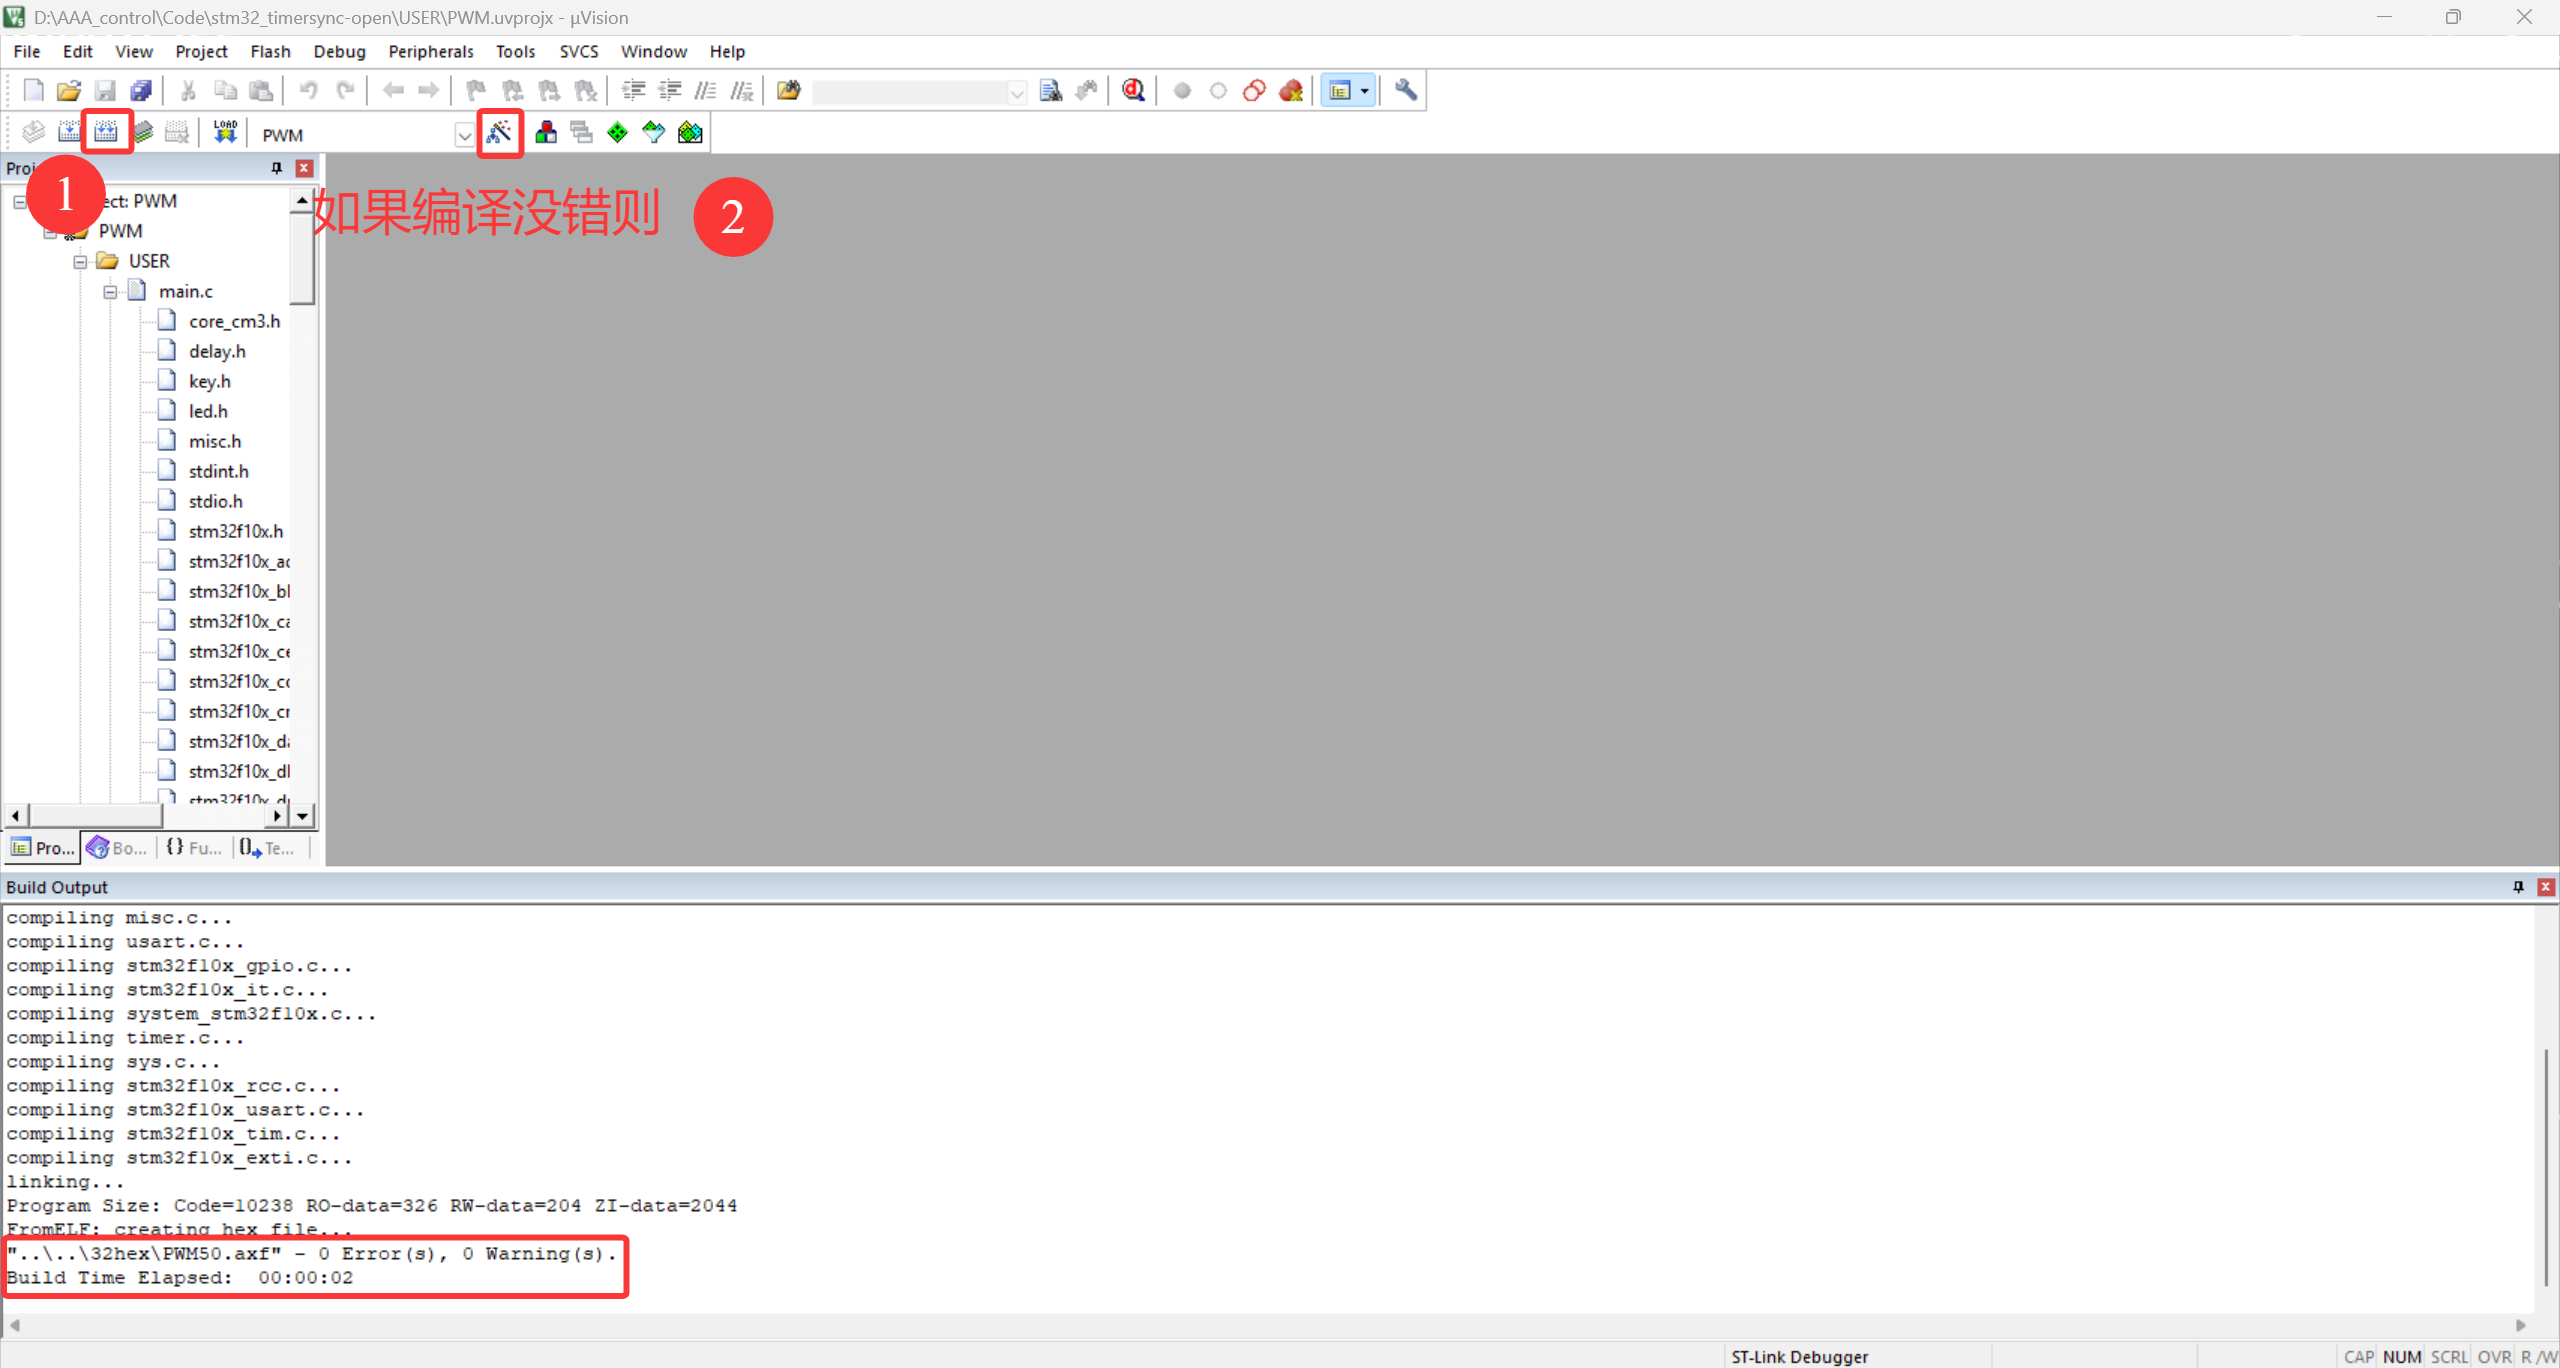 D:\AAA_control\Code\stm32_timersync-open\USER\PWM.uvprojx - µVision
File Edit View Project Flash Debug Peripherals Tools SVCS Window Help
LOAD PWM
1
如果编译没错则 2
ect: PWM
PWM
USER
main.c
core_cm3.h
delay.h
key.h
led.h
misc.h
stdint.h
stdio.h
stm32f10x.h
stm32f10x_ac
stm32f10x_bl
stm32f10x_ca
stm32f10x_ce
stm32f10x_co
stm32f10x_cr
stm32f10x_da
stm32f10x_dl
Pro... Bo... {} Fu... Te...
Build Output
compiling misc.c...
compiling usart.c...
compiling stm32f10x_gpio.c...
compiling stm32f10x_it.c...
compiling system_stm32f10x.c...
compiling timer.c...
compiling sys.c...
compiling stm32f10x_rcc.c...
compiling stm32f10x_usart.c...
compiling stm32f10x_tim.c...
compiling stm32f10x_exti.c...
linking...
Program Size: Code=10238 RO-data=326 RW-data=204 ZI-data=2044
FromELF: creating hex file...
"..\..\32hex\PWM50.axf" - 0 Error(s), 0 Warning(s).
Build Time Elapsed:  00:00:02
ST-Link Debugger CAP NUM SCRL OVR R/W